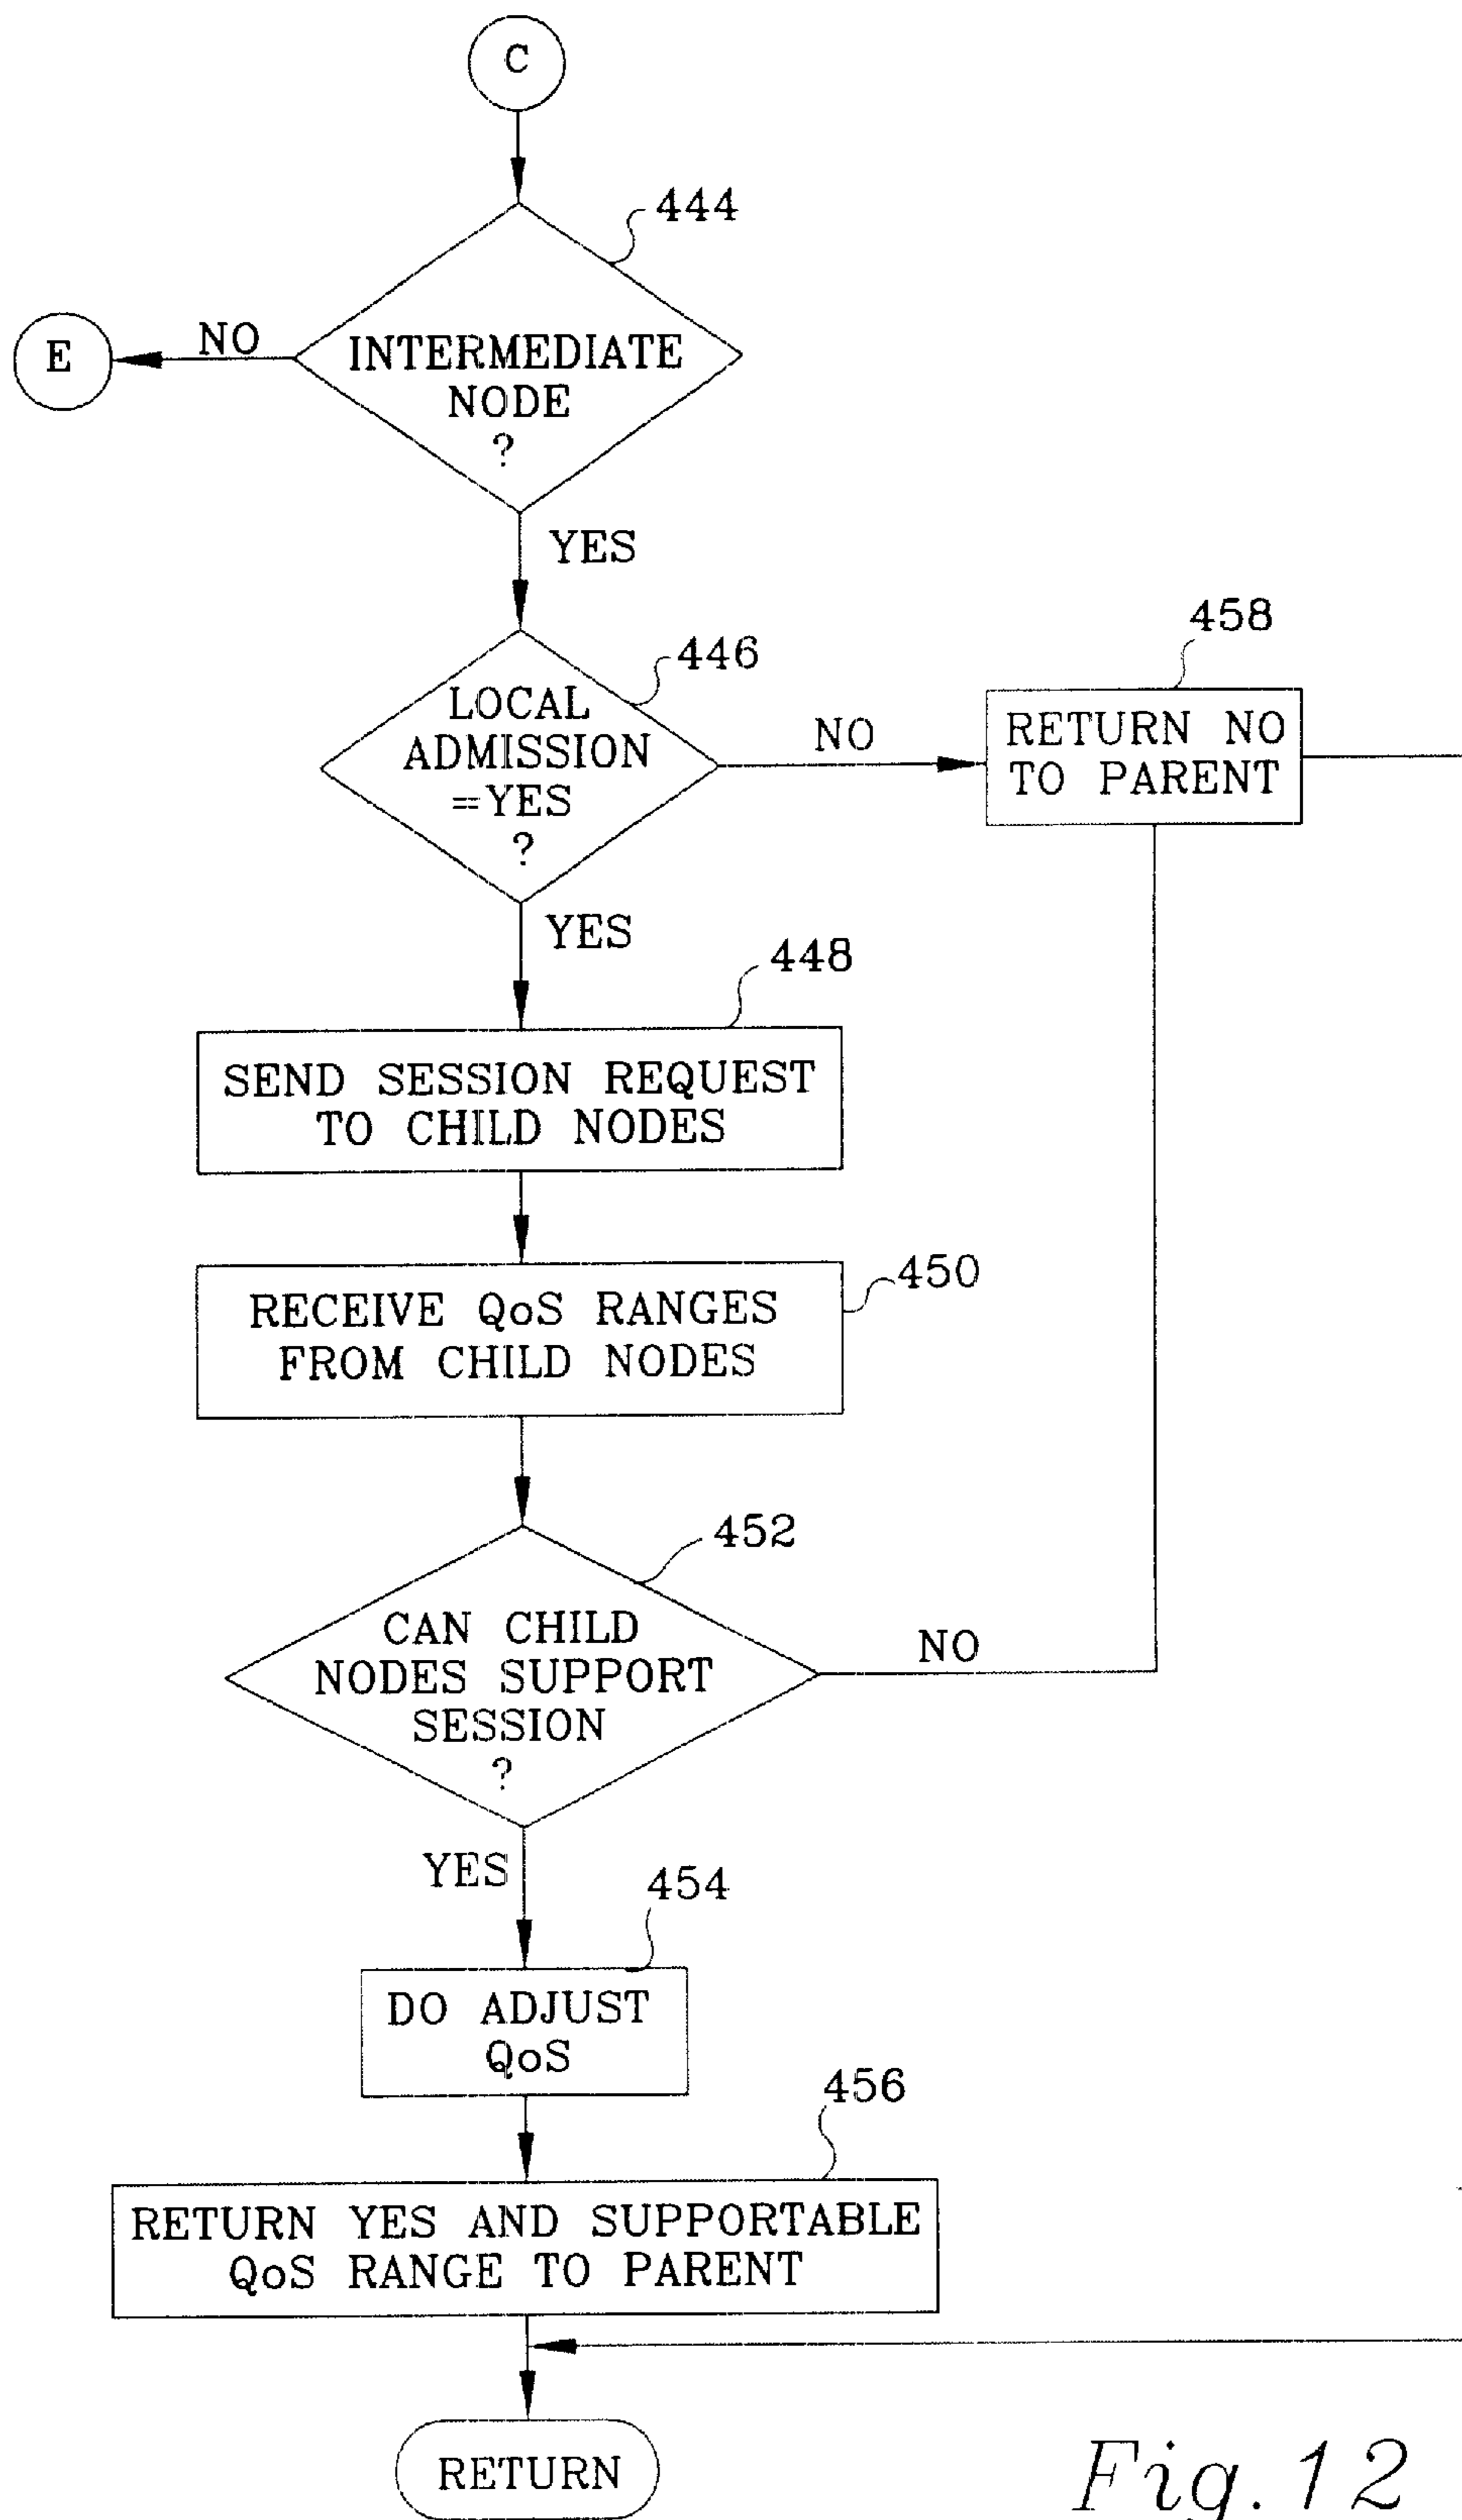 C
444
E
NO
INTERMEDIATE
NODE
?
YES
446
LOCAL
ADMISSION
=YES
?
NO
458
RETURN NO
TO PARENT
YES
448
SEND SESSION REQUEST
TO CHILD NODES
450
RECEIVE QoS RANGES
FROM CHILD NODES
452
CAN CHILD
NODES SUPPORT
SESSION
?
NO
YES
454
DO ADJUST
QoS
456
RETURN YES AND SUPPORTABLE
QoS RANGE TO PARENT
RETURN
Fig.12